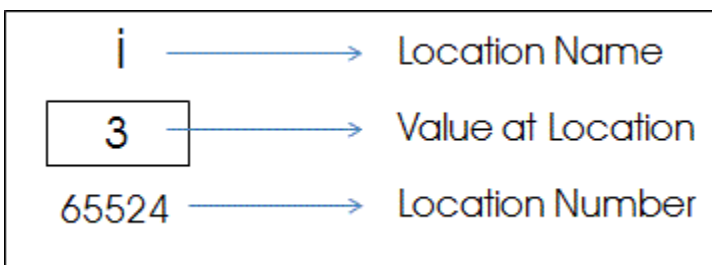 i Location Name
3 Value at Location
65524 Location Number